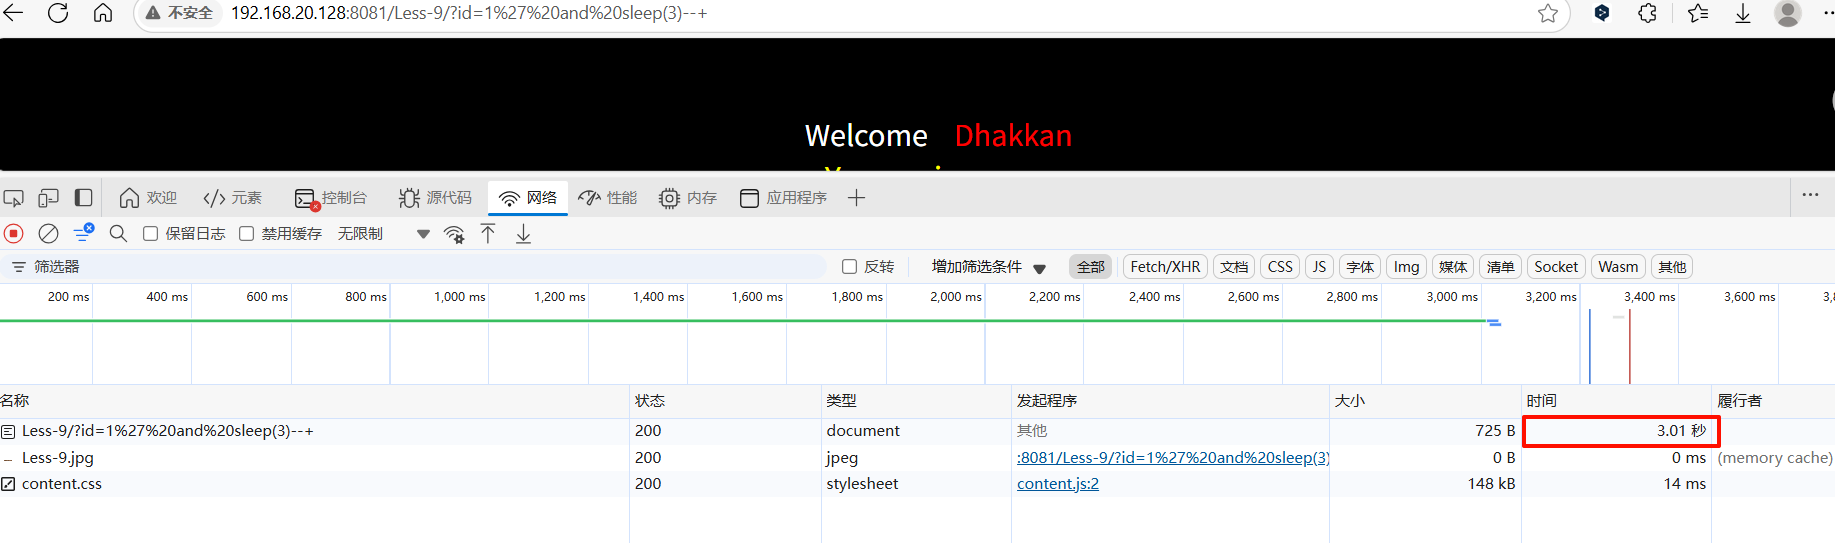 不安全 192.168.20.128:8081/Less-9/?id=1%27%20and%20sleep(3)--+
Welcome Dhakkan
欢迎 元素 控制台 源代码 网络 性能 内存 应用程序
保留日志 禁用缓存 无限制
筛选器 反转 增加筛选条件 全部 Fetch/XHR 文档 CSS JS 字体 Img 媒体 清单 Socket Wasm 其他
200 ms 400 ms 600 ms 800 ms 1,000 ms 1,200 ms 1,400 ms 1,600 ms 1,800 ms 2,000 ms 2,200 ms 2,400 ms 2,600 ms 2,800 ms 3,000 ms 3,200 ms 3,400 ms 3,600 ms 3,8
名称 状态 类型 发起程序 大小 时间 履行者
Less-9/?id=1%27%20and%20sleep(3)--+ 200 document 其他 725 B 3.01 秒
Less-9.jpg 200 jpeg :8081/Less-9/?id=1%27%20and%20sleep(3) 0 B 0 ms (memory cache)
content.css 200 stylesheet content.js:2 148 kB 14 ms